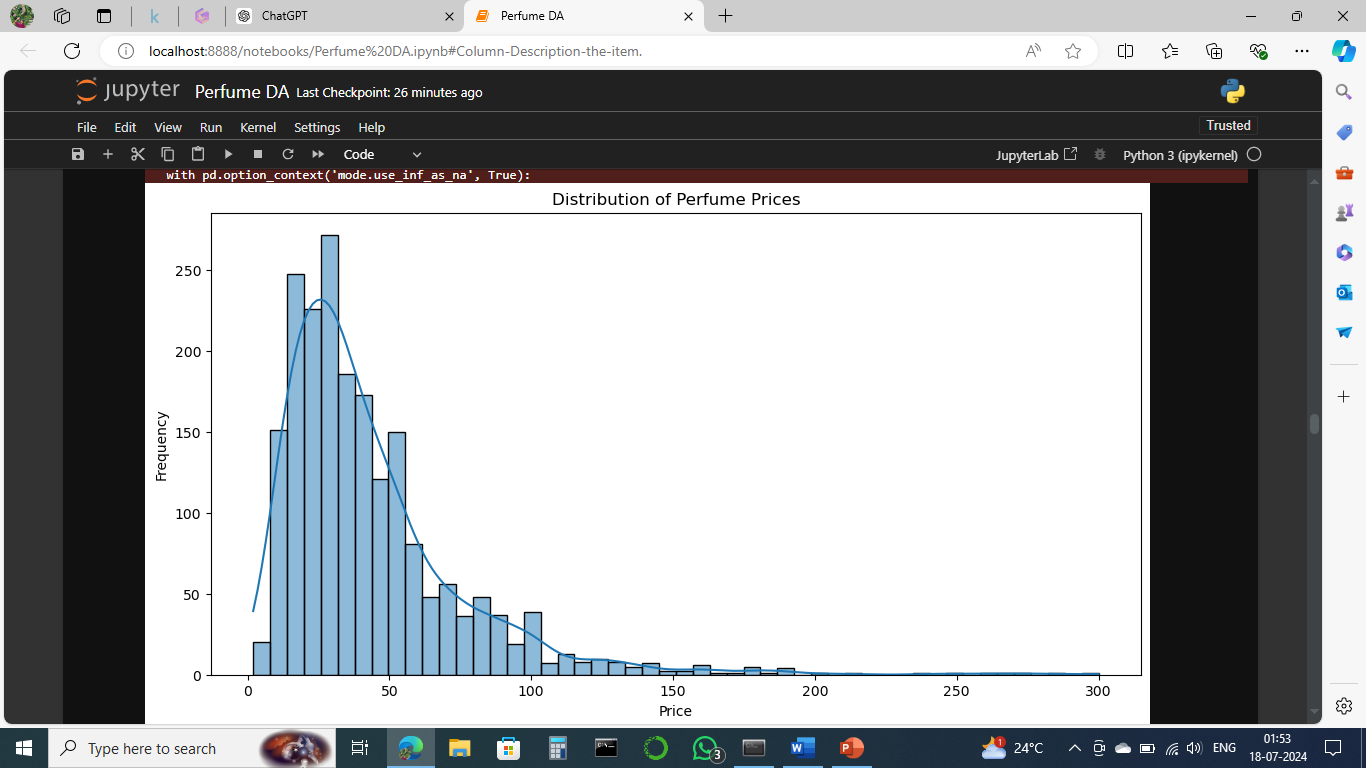 ChatGPT
Perfume DA
localhost:8888/notebooks/Perfume%20DA.ipynb#Column-Description-the-item.
jupyter Perfume DA Last Checkpoint: 26 minutes ago
File Edit View Run Kernel Settings Help
Trusted
Code
JupyterLab
Python 3 (ipykernel)
with pd.option_context('mode.use_inf_as_na', True):
Distribution of Perfume Prices
Frequency
250
200
150
100
50
0
0 50 100 150 200 250 300
Price
Type here to search
3
1
24°C
ENG
01:53
18-07-2024